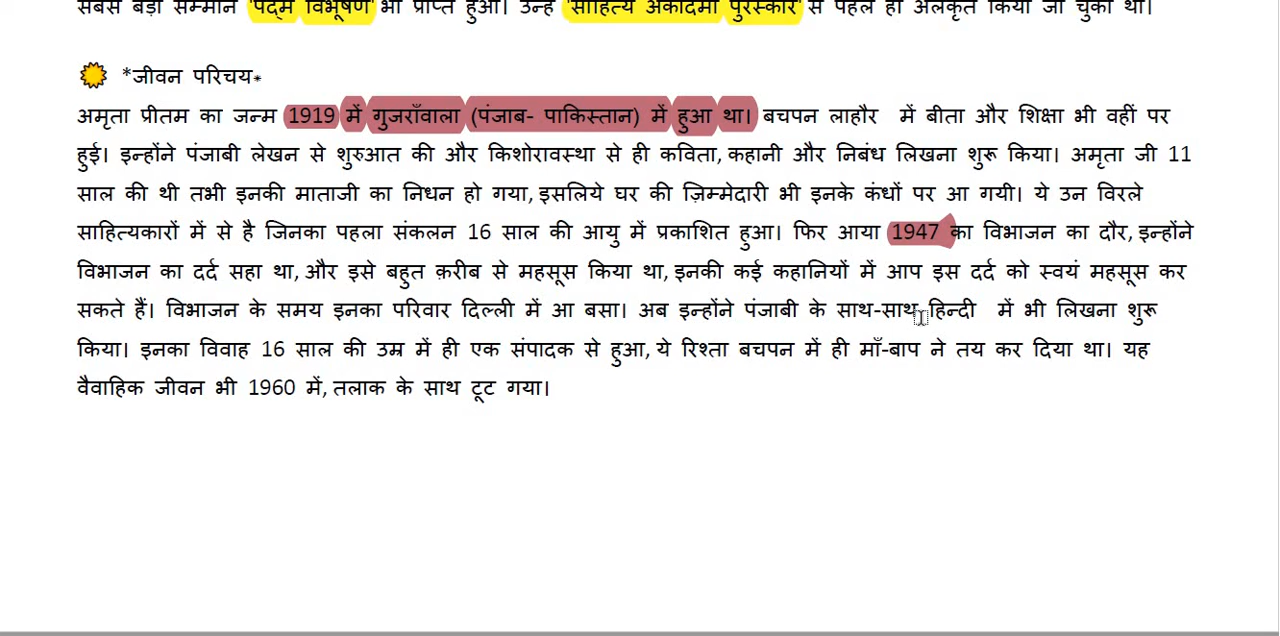 सबसे बड़ा सम्मान 'पद्म विभूषण' भी प्राप्त हुआ। उन्हें 'साहित्य अकादमी पुरस्कार' से पहले ही अलंकृत किया जा चुका था।
*जीवन परिचय*
अमृता प्रीतम का जन्म 1919 में गुजराँवाला (पंजाब- पाकिस्तान) में हुआ था। बचपन लाहौर में बीता और शिक्षा भी वहीं पर
हुई। इन्होंने पंजाबी लेखन से शुरुआत की और किशोरावस्था से ही कविता, कहानी और निबंध लिखना शुरू किया। अमृता जी 11
साल की थी तभी इनकी माताजी का निधन हो गया, इसलिये घर की ज़िम्मेदारी भी इनके कंधों पर आ गयी। ये उन विरले
साहित्यकारों में से है जिनका पहला संकलन 16 साल की आयु में प्रकाशित हुआ। फिर आया 1947 का विभाजन का दौर, इन्होंने
विभाजन का दर्द सहा था, और इसे बहुत क़रीब से महसूस किया था, इनकी कई कहानियों में आप इस दर्द को स्वयं महसूस कर
सकते हैं। विभाजन के समय इनका परिवार दिल्ली में आ बसा। अब इन्होंने पंजाबी के साथ-साथ हिन्दी में भी लिखना शुरू
किया। इनका विवाह 16 साल की उम्र में ही एक संपादक से हुआ, ये रिश्ता बचपन में ही माँ-बाप ने तय कर दिया था। यह
वैवाहिक जीवन भी 1960 में, तलाक के साथ टूट गया।